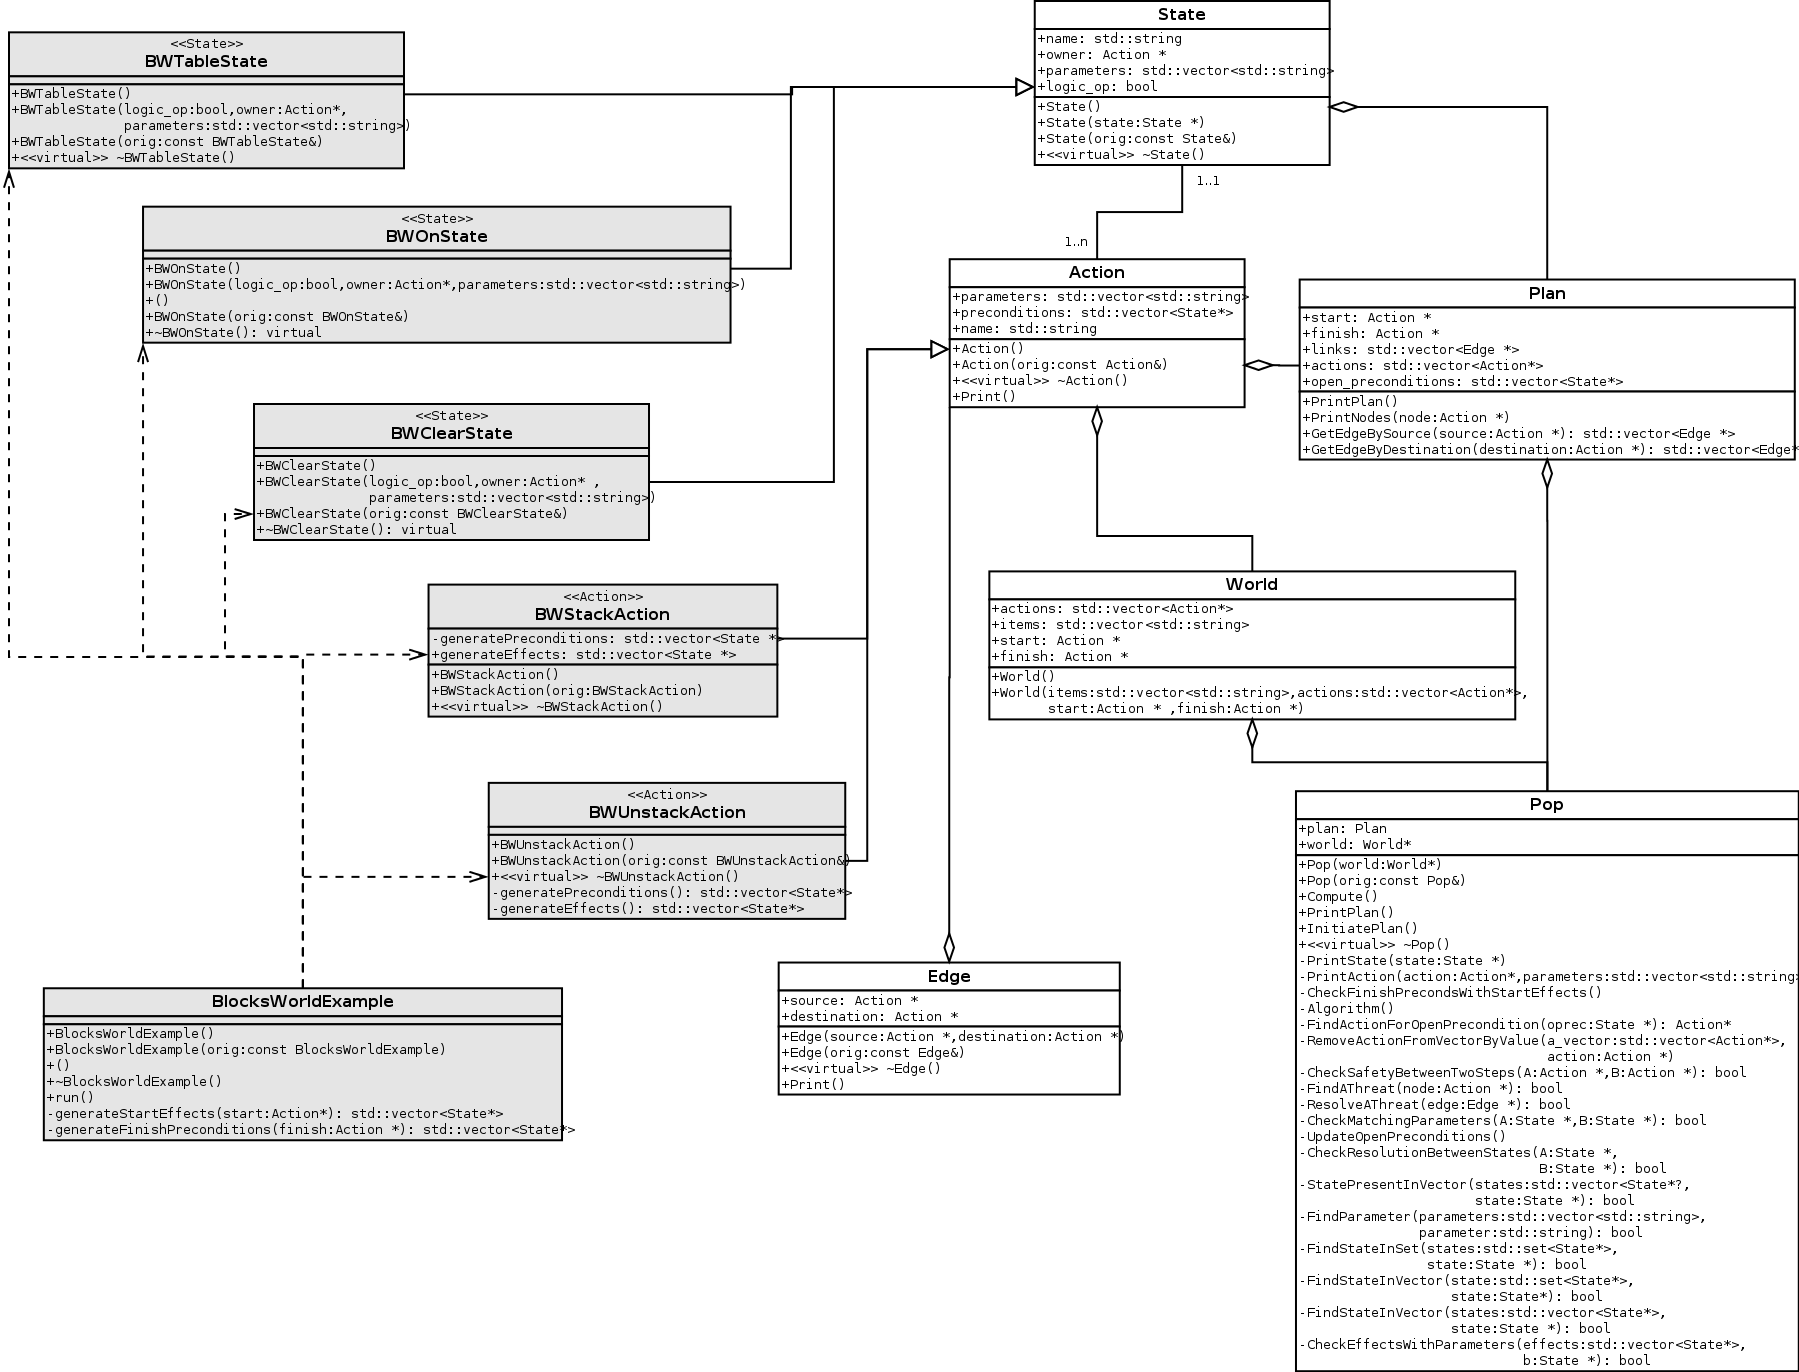 State
+name: std::string
+owner: Action *
+parameters: std::vector<std::string>
+logic_op: bool
+State()
+State(state:State *)
+State(orig:const State&)
+<<virtual>> ~State()
<<State>>
BWTableState
+BWTableState()
+BWTableState(logic_op:bool,owner:Action*,
parameters:std::vector<std::string>)
+BWTableState(orig:const BWTableState&)
+<<virtual>> ~BWTableState()
1..1
1..n
<<State>>
BWOnState
+BWOnState()
+BWOnState(logic_op:bool,owner:Action*,parameters:std::vector<std::string>)
+()
+BWOnState(orig:const BWOnState&)
+~BWOnState(): virtual
Action
+parameters: std::vector<std::string>
+preconditions: std::vector<State*>
+name: std::string
+Action()
+Action(orig:const Action&)
+<<virtual>> ~Action()
+Print()
Plan
+start: Action *
+finish: Action *
+links: std::vector<Edge *>
+actions: std::vector<Action*>
+open_preconditions: std::vector<State*>
+PrintPlan()
+PrintNodes(node:Action *)
+GetEdgeBySource(source:Action *): std::vector<Edge *>
+GetEdgeByDestination(destination:Action *): std::vector<Edge*
<<State>>
BWClearState
+BWClearState()
+BWClearState(logic_op:bool,owner:Action* ,
parameters:std::vector<std::string>)
+BWClearState(orig:const BWClearState&)
+~BWClearState(): virtual
<<Action>>
BWStackAction
-generatePreconditions: std::vector<State *>
+generateEffects: std::vector<State *>
+BWStackAction()
+BWStackAction(orig:BWStackAction)
+<<virtual>> ~BWStackAction()
World
+actions: std::vector<Action*>
+items: std::vector<std::string>
+start: Action *
+finish: Action *
+World()
+World(items:std::vector<std::string>,actions:std::vector<Action*>,
start:Action * ,finish:Action *)
<<Action>>
BWUnstackAction
+BWUnstackAction()
+BWUnstackAction(orig:const BWUnstackAction&)
+<<virtual>> ~BWUnstackAction()
-generatePreconditions(): std::vector<State*>
-generateEffects(): std::vector<State*>
BlocksWorldExample
+BlocksWorldExample()
+BlocksWorldExample(orig:const BlocksWorldExample)
+()
+~BlocksWorldExample()
+run()
-generateStartEffects(start:Action*): std::vector<State*>
-generateFinishPreconditions(finish:Action *): std::vector<State*>
Edge
+source: Action *
+destination: Action *
+Edge(source:Action *,destination:Action *)
+Edge(orig:const Edge&)
+<<virtual>> ~Edge()
+Print()
Pop
+plan: Plan
+world: World*
+Pop(world:World*)
+Pop(orig:const Pop&)
+Compute()
+PrintPlan()
+InitiatePlan()
+<<virtual>> ~Pop()
-PrintState(state:State *)
-PrintAction(action:Action*,parameters:std::vector<std::string>
-CheckFinishPrecondsWithStartEffects()
-Algorithm()
-FindActionForOpenPrecondition(oprec:State *): Action*
-RemoveActionFromVectorByValue(a_vector:std::vector<Action*>,
action:Action *)
-CheckSafetyBetweenTwoSteps(A:Action *,B:Action *): bool
-FindAThreat(node:Action *): bool
-ResolveAThreat(edge:Edge *): bool
-CheckMatchingParameters(A:State *,B:State *): bool
-UpdateOpenPreconditions()
-CheckResolutionBetweenStates(A:State *,
B:State *): bool
-StatePresentInVector(states:std::vector<State*?,
state:State *): bool
-FindParameter(parameters:std::vector<std::string>,
parameter:std::string): bool
-FindStateInSet(states:std::set<State*>,
state:State *): bool
-FindStateInVector(state:std::set<State*>,
state:State*): bool
-FindStateInVector(states:std::vector<State*>,
state:State *): bool
-CheckEffectsWithParameters(effects:std::vector<State*>,
b:State *): bool